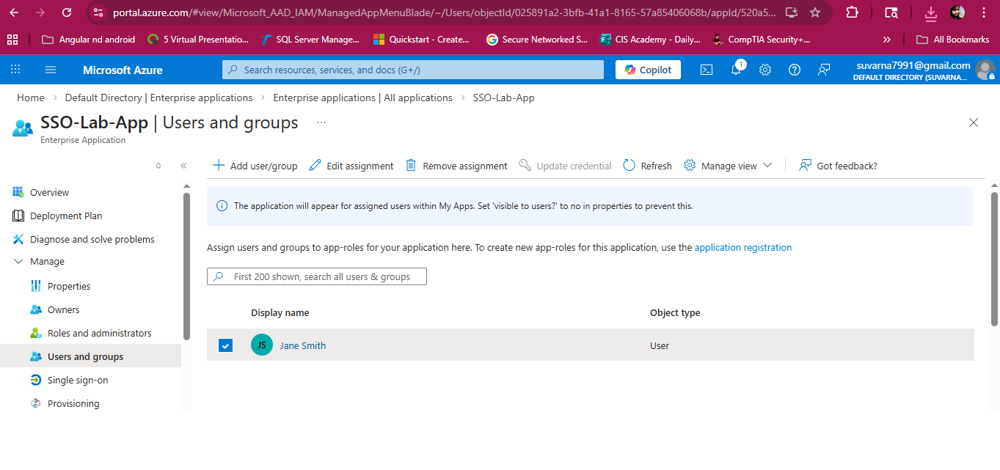 portal.azure.com/#view/Microsoft_AAD_IAM/ManagedAppMenuBlade/~/Users/objectId/025891a2-3bfb-41a1-8165-57a85406068b/appId/520a5...
Angular nd android 5 Virtual Presentatio... SQL Server Manage... Quickstart - Create... Secure Networked S... CIS Academy - Daily... CompTIA Security+... » All Bookmarks
Microsoft Azure
Search resources, services, and docs (G+/)
Copilot
1
suvarna7991@gmail.com
DEFAULT DIRECTORY (SUVARNA...
Home > Default Directory | Enterprise applications > Enterprise applications | All applications > SSO-Lab-App
SSO-Lab-App | Users and groups ...
Enterprise Application
Add user/group Edit assignment Remove assignment Update credential Refresh Manage view Got feedback?
Overview
Deployment Plan
Diagnose and solve problems
Manage
Properties
Owners
Roles and administrators
Users and groups
Single sign-on
Provisioning
The application will appear for assigned users within My Apps. Set 'visible to users?' to no in properties to prevent this.
Assign users and groups to app-roles for your application here. To create new app-roles for this application, use the application registration
First 200 shown, search all users & groups
Display name Object type
JS Jane Smith User